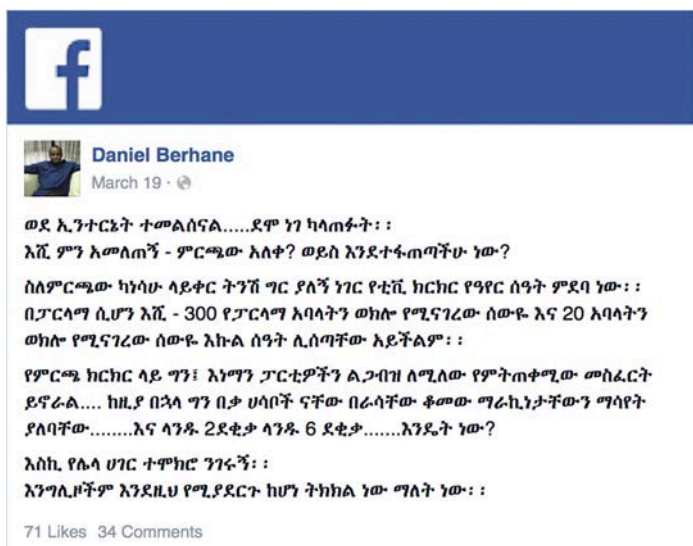 f
Daniel Berhane
March 19 ·
ወደ ኢንተርኔት ተመልሰናል.....ደሞ ነገ ካላጠፉት፡፡
እሺ ምን አመለጠኝ - ምርጫው አለቀ? ወይስ እንደተፋጠጣችሁ ነው?
ስለምርጫው ካነሳሁ ላይቀር ትንሽ ግር ያለኝ ነገር የቲቪ ክርክር የዓየር ሰዓት ምደባ ነው፡፡
በፓርላማ ሲሆን እሺ - 300 የፓርላማ አባላትን ወክሎ የሚናገረው ሰውዬ እና 20 አባላትን
ወክሎ የሚናገረው ሰውዬ እኩል ሰዓት ሊሰጣቸው አይችልም፡፡
የምርጫ ክርክር ላይ ግን፤ እነማን ፓርቲዎችን ልጋብዝ ለሚለው የምትጠቀሚው መስፈርት
ይኖራል.... ከዚያ በኋላ ግን በቃ ሀሳቦች ናቸው በራሳቸው ቆመው ማራኪነታቸውን ማሳየት
ያለባቸው........እና ላንዱ 2ደቂቃ ላንዱ 6 ደቂቃ.......እንዴት ነው?
እስኪ የሌላ ሀገር ተሞክሮ ንገሩኝ፡፡
እንግሊዞችም እንደዚህ የሚያደርጉ ከሆነ ትክክል ነው ማለት ነው፡፡
71 Likes 34 Comments